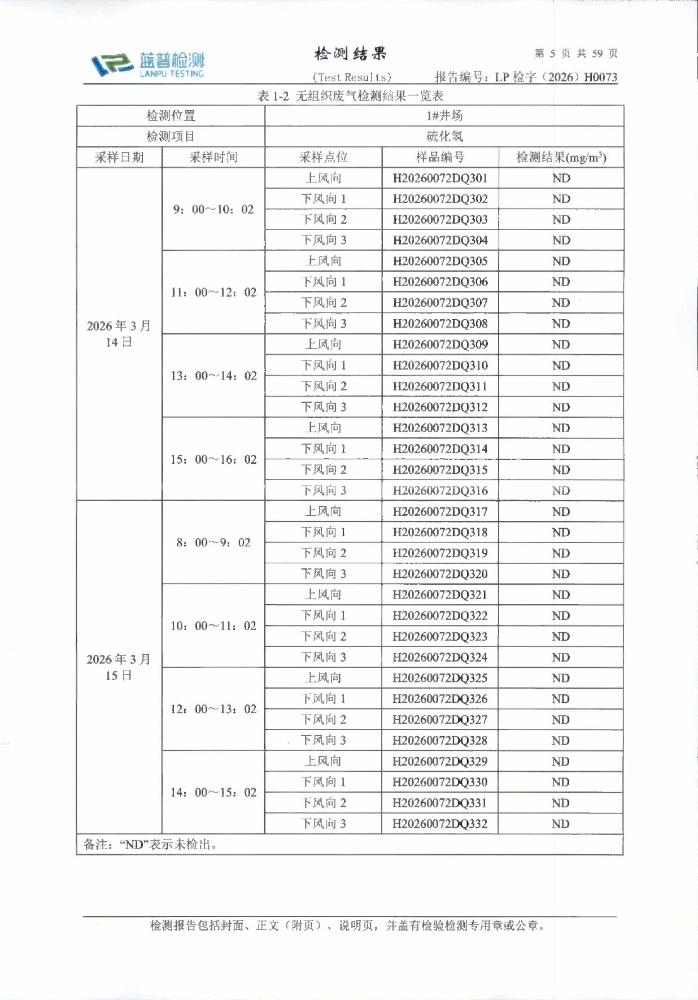 蓝普检测
LANPU TESTING
检测结果
(Test Results)
第 5 页 共 59 页
报告编号：LP 检字（2026）H0073
表 1-2 无组织废气检测结果一览表
检测位置 1#井场
检测项目 硫化氢
采样日期 采样时间 采样点位 样品编号 检测结果(mg/m³)
2026 年 3 月
14 日
9：00～10：02
上风向 H20260072DQ301 ND
下风向 1 H20260072DQ302 ND
下风向 2 H20260072DQ303 ND
下风向 3 H20260072DQ304 ND
11：00～12：02
上风向 H20260072DQ305 ND
下风向 1 H20260072DQ306 ND
下风向 2 H20260072DQ307 ND
下风向 3 H20260072DQ308 ND
13：00～14：02
上风向 H20260072DQ309 ND
下风向 1 H20260072DQ310 ND
下风向 2 H20260072DQ311 ND
下风向 3 H20260072DQ312 ND
15：00～16：02
上风向 H20260072DQ313 ND
下风向 1 H20260072DQ314 ND
下风向 2 H20260072DQ315 ND
下风向 3 H20260072DQ316 ND
2026 年 3 月
15 日
8：00～9：02
上风向 H20260072DQ317 ND
下风向 1 H20260072DQ318 ND
下风向 2 H20260072DQ319 ND
下风向 3 H20260072DQ320 ND
10：00～11：02
上风向 H20260072DQ321 ND
下风向 1 H20260072DQ322 ND
下风向 2 H20260072DQ323 ND
下风向 3 H20260072DQ324 ND
12：00～13：02
上风向 H20260072DQ325 ND
下风向 1 H20260072DQ326 ND
下风向 2 H20260072DQ327 ND
下风向 3 H20260072DQ328 ND
14：00～15：02
上风向 H20260072DQ329 ND
下风向 1 H20260072DQ330 ND
下风向 2 H20260072DQ331 ND
下风向 3 H20260072DQ332 ND
备注：“ND”表示未检出。
检测报告包括封面、正文（附页）、说明页，并盖有检验检测专用章或公章。